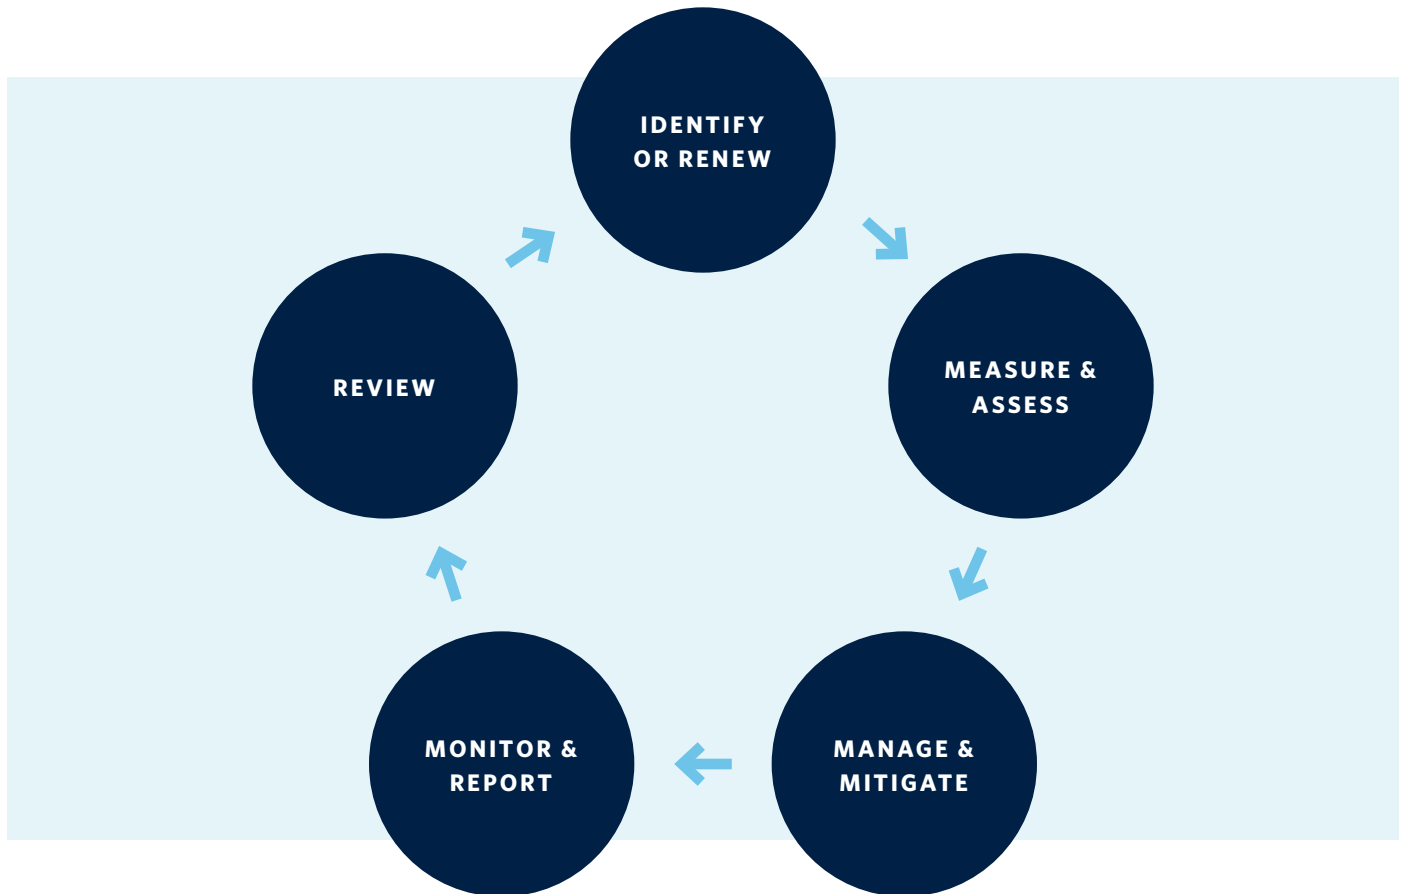 IDENTIFY
OR RENEW
MEASURE &
ASSESS
MANAGE &
MITIGATE
MONITOR &
REPORT
REVIEW